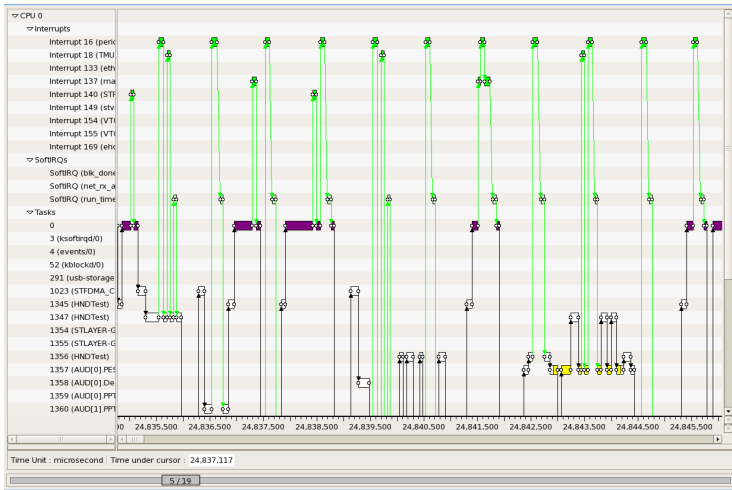 CPU 0
Interrupts
Interrupt 16 (peric
Interrupt 18 (TMU
Interrupt 133 (eth
Interrupt 137 (ma
Interrupt 140 (STF
Interrupt 149 (stv
Interrupt 154 (VT(
Interrupt 155 (VT(
Interrupt 169 (ehc
SoftIRQs
SoftIRQ (blk_done
SoftIRQ (net_rx_a
SoftIRQ (run_time
Tasks
0
3 (ksoftirqd/0)
4 (events/0)
52 (kblockd/0)
291 (usb-storage
1023 (STFDMA_C
1345 (HNDTest)
1347 (HNDTest)
1354 (STLAYER-G
1355 (STLAYER-G
1356 (HNDTest)
1357 (AUD[0].PES
1358 (AUD[0].De
1359 (AUD[0].PPT
1360 (AUD[1].PPT
24,835,500 24,836,500 24,837,500 24,838,500 24,839,500 24,840,500 24,841,500 24,842,500 24,843,500 24,844,500 24,845,500
Time Unit : microsecond Time under cursor : 24,837,117
5 / 19